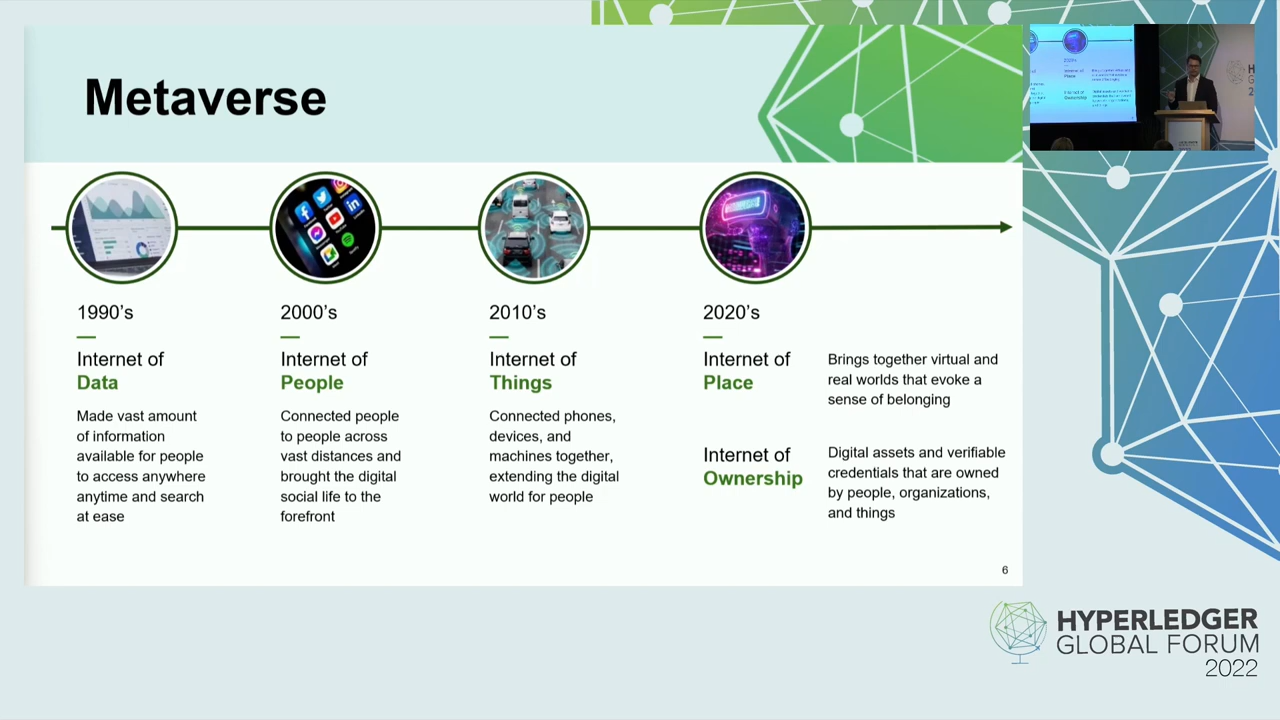 Metaverse
1990’s
Internet of
Data
Made vast amount
of information
available for people
to access anywhere
anytime and search
at ease
2000’s
Internet of
People
Connected people
to people across
vast distances and
brought the digital
social life to the
forefront
2010’s
Internet of
Things
Connected phones,
devices, and
machines together,
extending the digital
world for people
2020’s
Internet of
Place
Brings together virtual and
real worlds that evoke a
sense of belonging
Internet of
Ownership
Digital assets and verifiable
credentials that are owned
by people, organizations,
and things
6
HYPERLEDGER
GLOBAL FORUM
2022